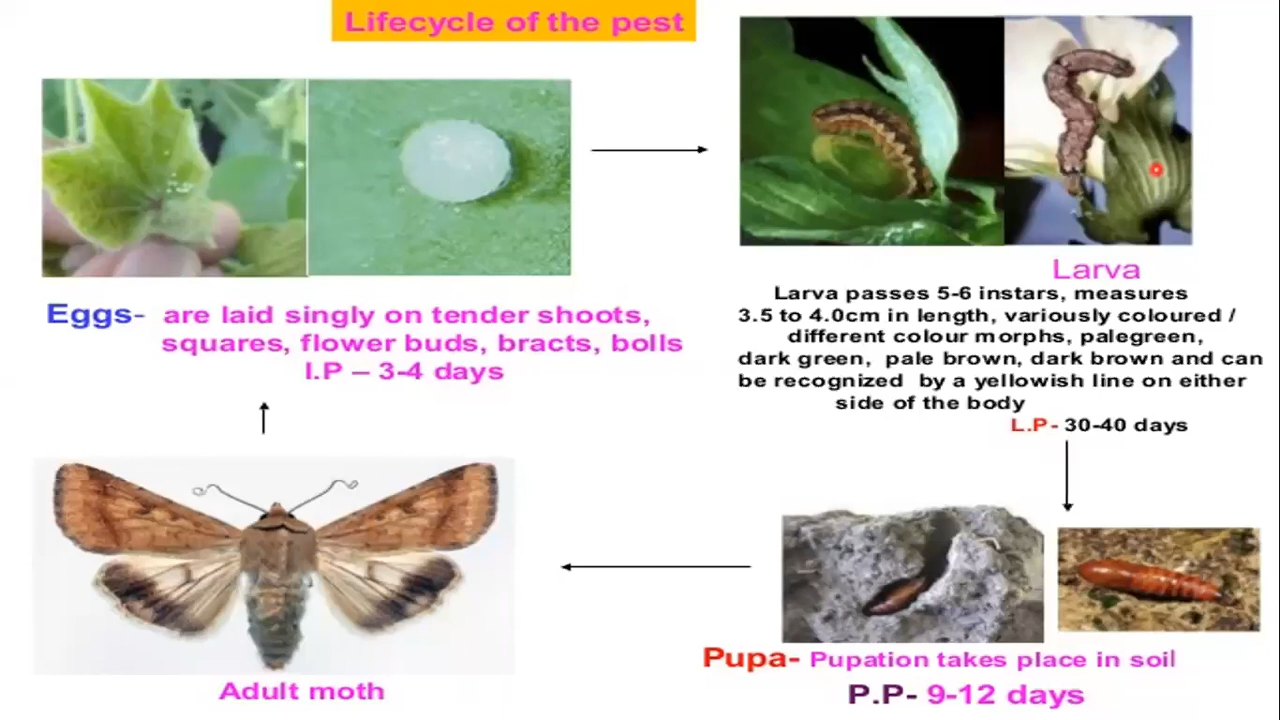 Lifecycle of the pest
Eggs- are laid singly on tender shoots,
squares, flower buds, bracts, bolls
I.P – 3-4 days
Larva
Larva passes 5-6 instars, measures
3.5 to 4.0cm in length, variously coloured /
different colour morphs, palegreen,
dark green, pale brown, dark brown and can
be recognized by a yellowish line on either
side of the body
L.P- 30-40 days
Pupa- Pupation takes place in soil
P.P- 9-12 days
Adult moth